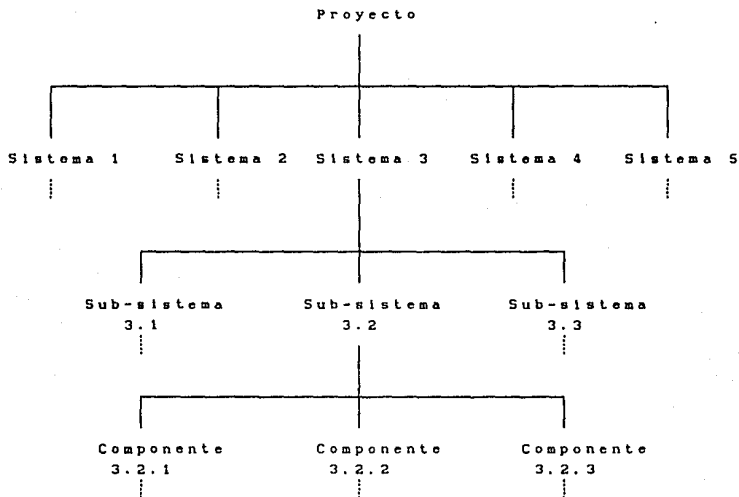 Proyecto
Sistema 1 Sistema 2 Sistema 3 Sistema 4 Sistema 5
Sub-sistema Sub-sistema Sub-sistema
3.1 3.2 3.3
Componente Componente Componente
3.2.1 3.2.2 3.2.3